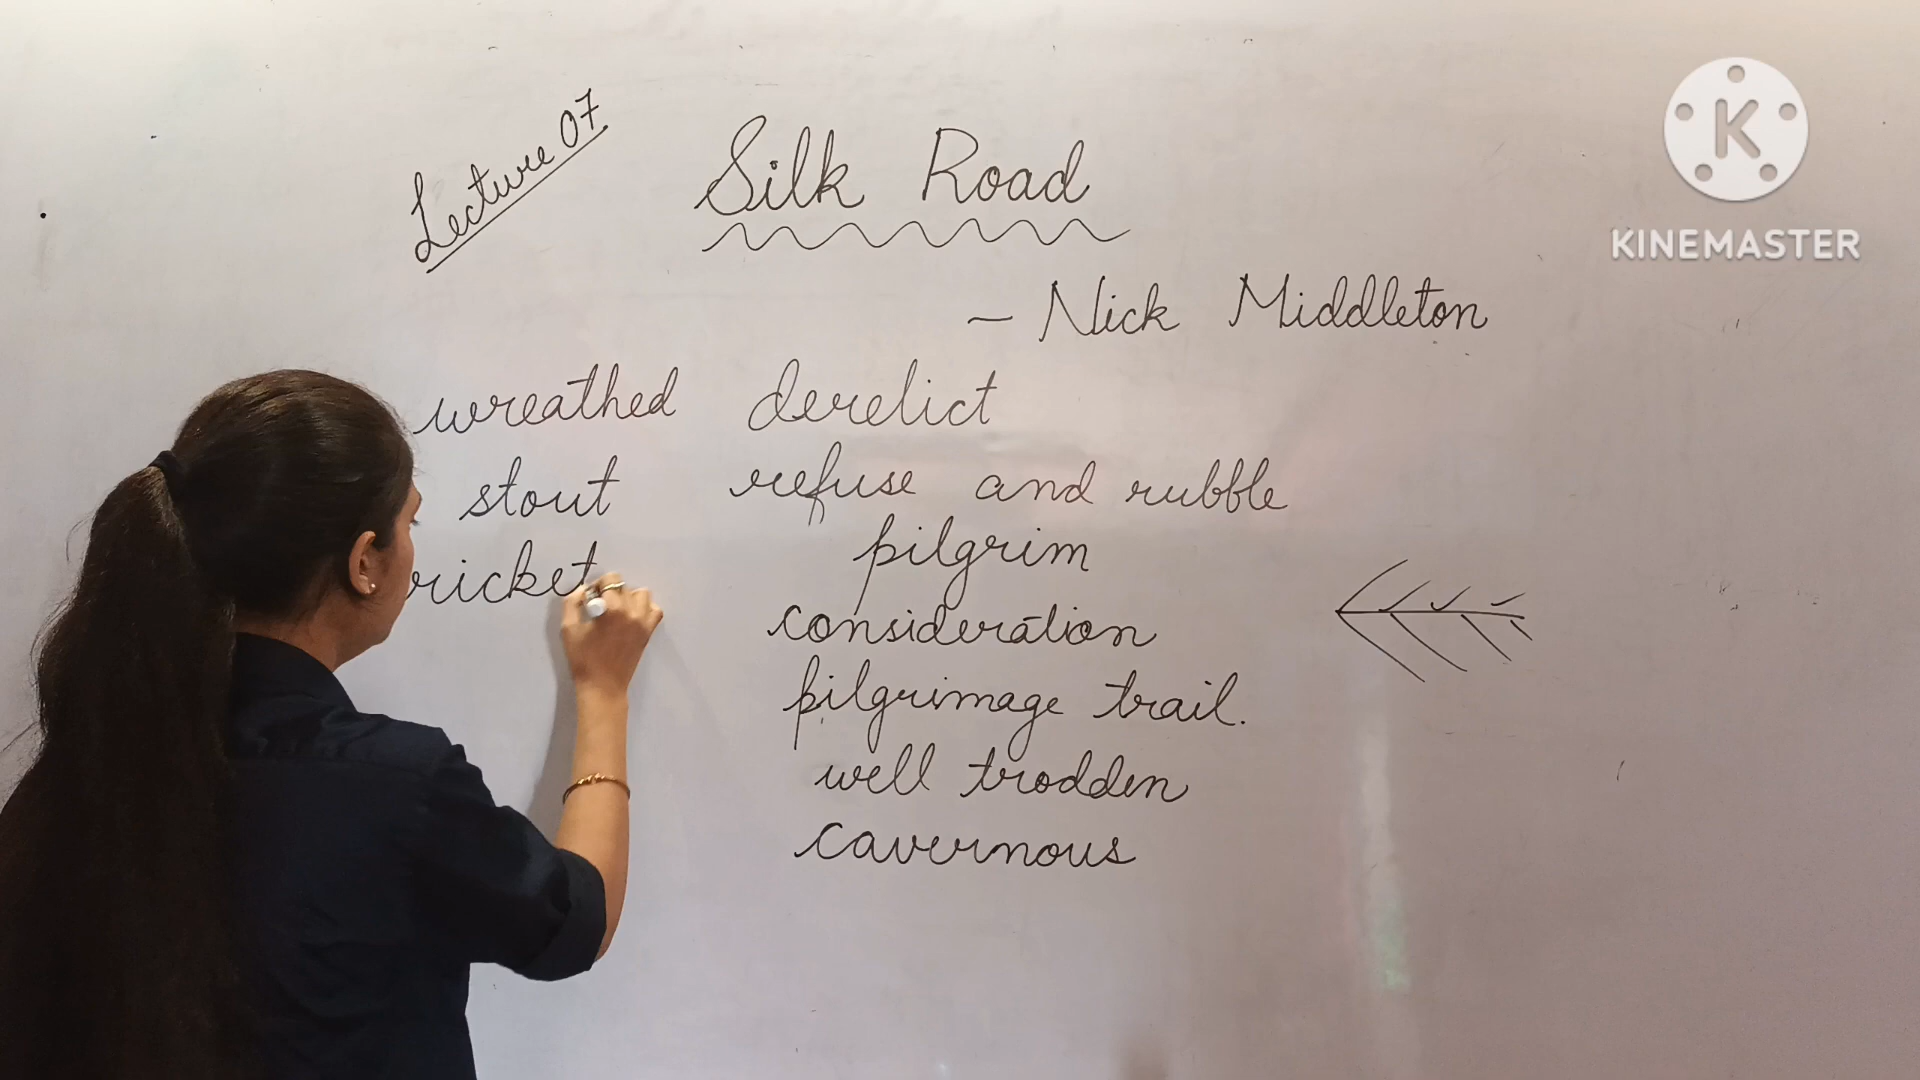 Lecture 07
Silk Road
- Nick Middleton
wreathed derelict
stout refuse and rubble
pilgrim
consideration
pilgrimage trail.
well trodden
cavernous
KINEMASTER